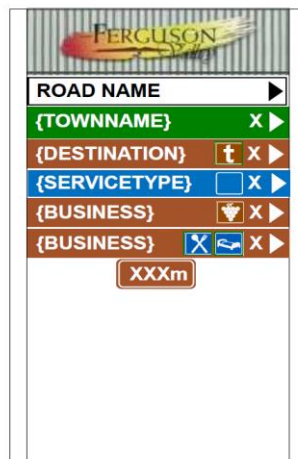 FERGUSON
Valley
ROAD NAME
{TOWNNAME} X
{DESTINATION} t X
{SERVICETYPE} X
{BUSINESS} X
{BUSINESS} X
XXXm